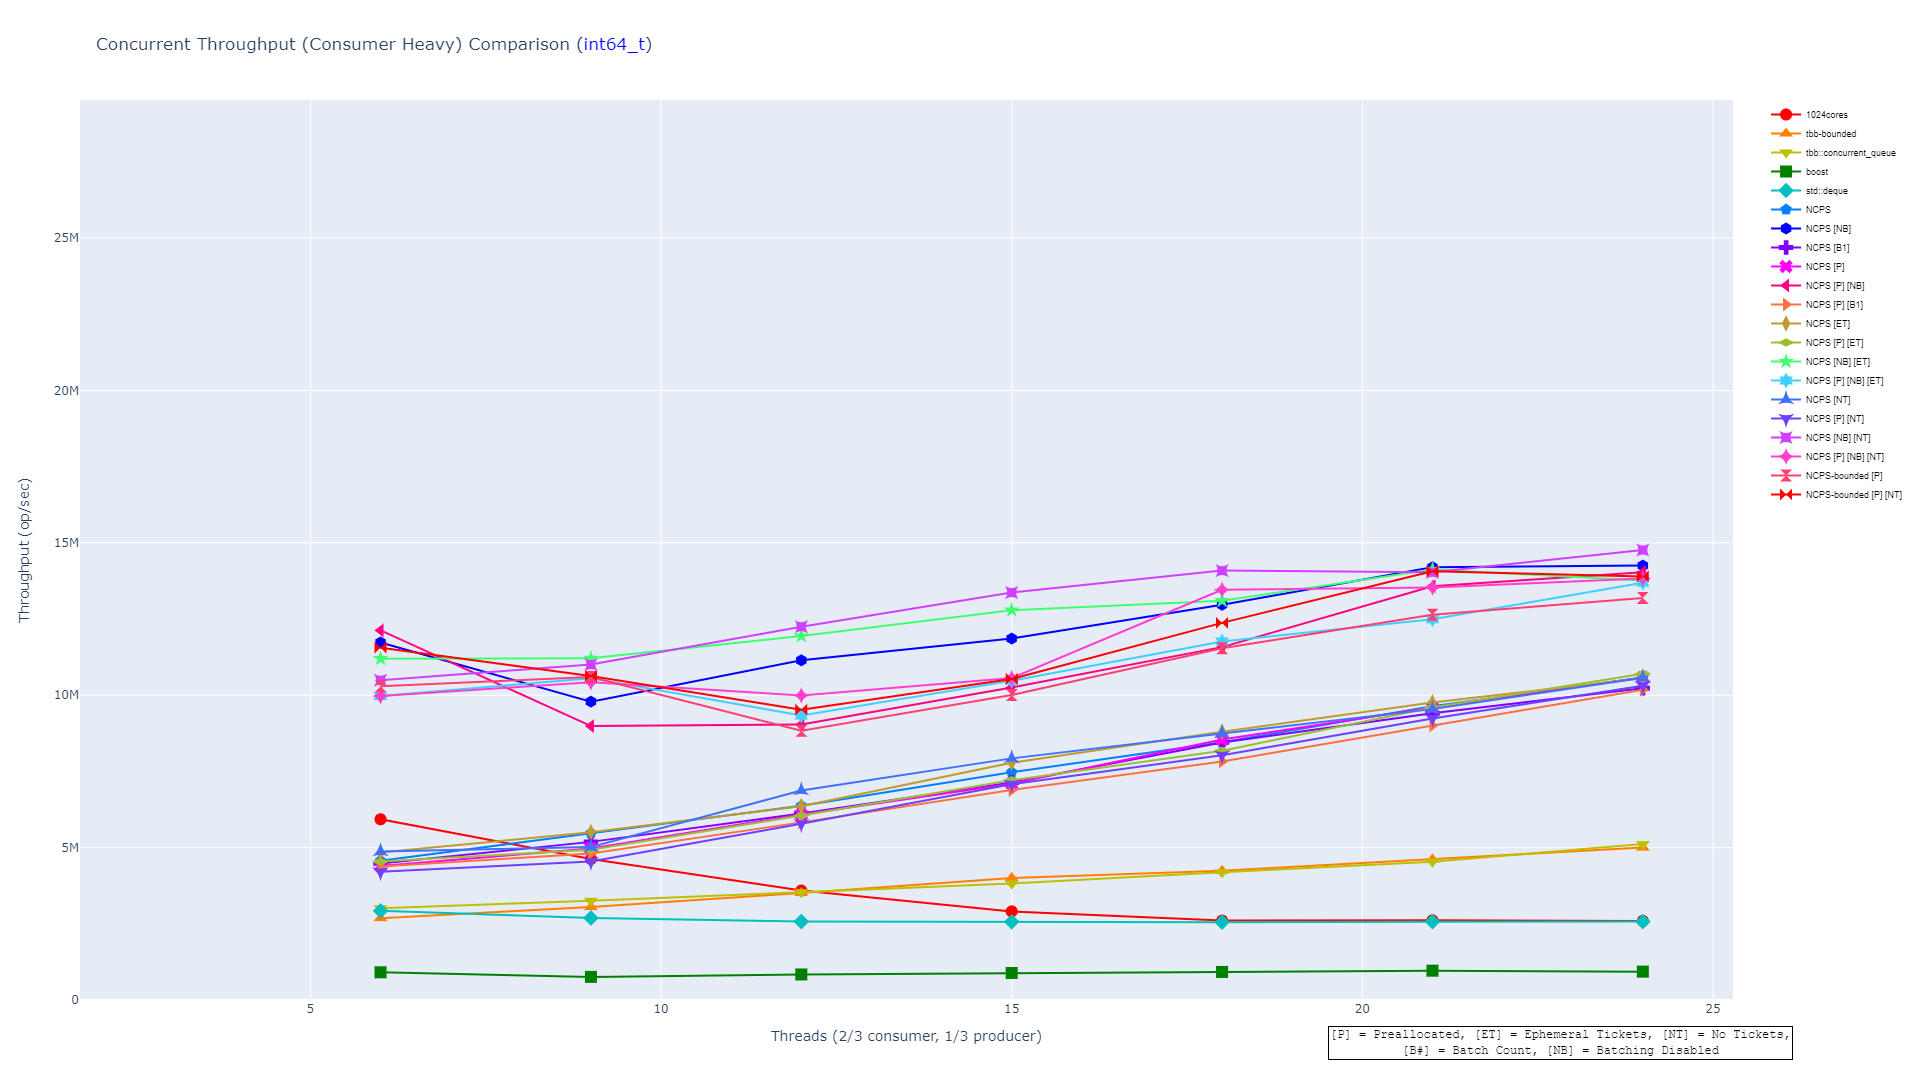 Concurrent Throughput (Consumer Heavy) Comparison (int64_t)
25M
20M
15M
10M
5M
0
Throughput (op/sec)
5
10
15
20
25
Threads (2/3 consumer, 1/3 producer)
1024cores
tbb-bounded
tbb::concurrent_queue
boost
std::deque
NCPS
NCPS [NB]
NCPS [B1]
NCPS [P]
NCPS [P] [NB]
NCPS [P] [B1]
NCPS [ET]
NCPS [P] [ET]
NCPS [NB] [ET]
NCPS [P] [NB] [ET]
NCPS [NT]
NCPS [P] [NT]
NCPS [NB] [NT]
NCPS [P] [NB] [NT]
NCPS-bounded [P]
NCPS-bounded [P] [NT]
[P] = Preallocated, [ET] = Ephemeral Tickets, [NT] = No Tickets,
[B#] = Batch Count, [NB] = Batching Disabled